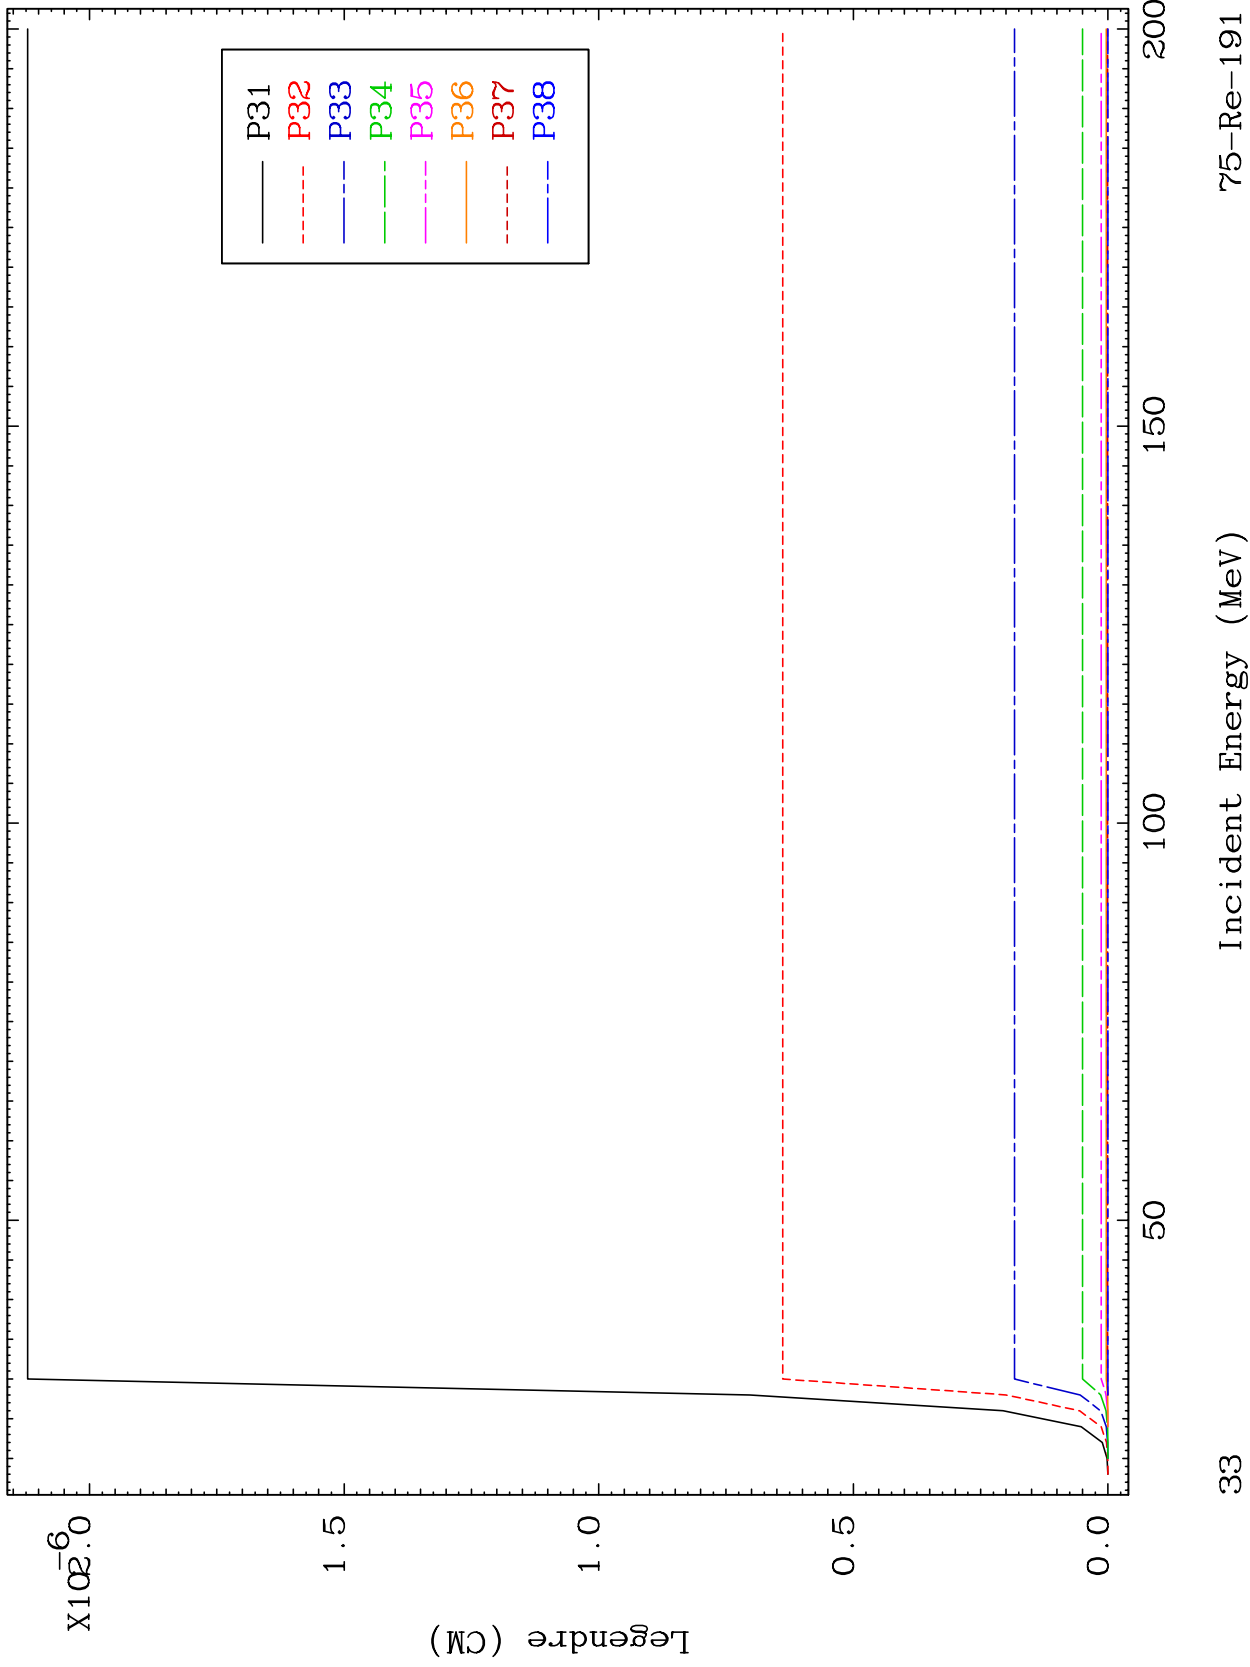 X10-6
2.0
1.5
1.0
0.5
0.0
Legendre (CM)
P31
P32
P33
P34
P35
P36
P37
P38
50
100
150
200
33
Incident Energy (MeV)
75-Re-191